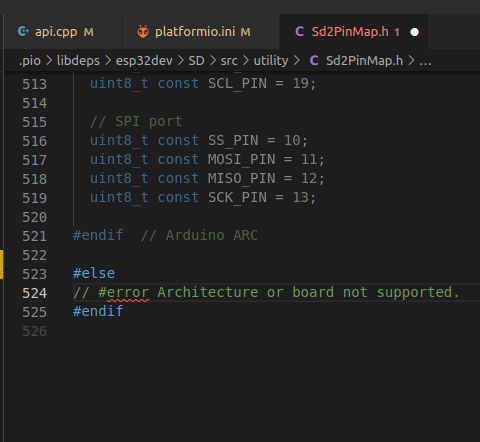 api.cpp M platformio.ini M Sd2PinMap.h 1
.pio > libdeps > esp32dev > SD > src > utility > C Sd2PinMap.h > ...
513 uint8_t const SCL_PIN = 19;
514
515 // SPI port
516 uint8_t const SS_PIN = 10;
517 uint8_t const MOSI_PIN = 11;
518 uint8_t const MISO_PIN = 12;
519 uint8_t const SCK_PIN = 13;
520
521 #endif // Arduino ARC
522
523 #else
524 // #error Architecture or board not supported.
525 #endif
526